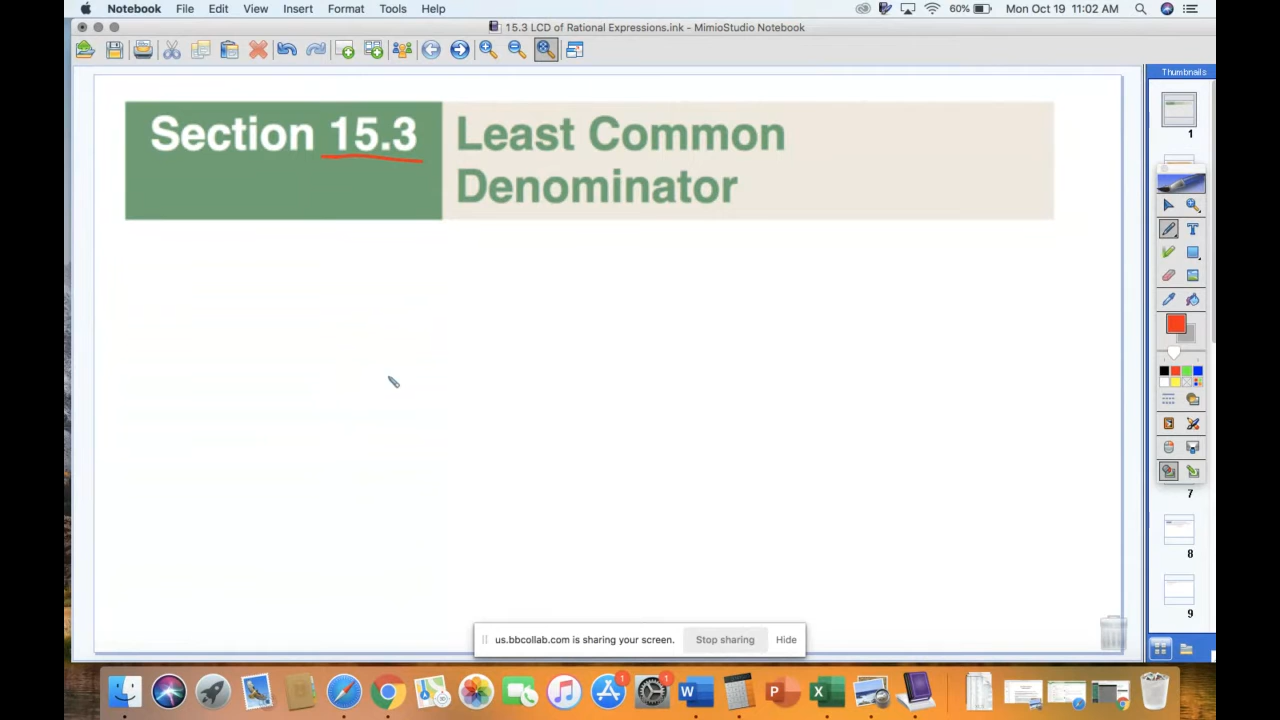 Notebook File Edit View Insert Format Tools Help 60% Mon Oct 19 11:02 AM
15.3 LCD of Rational Expressions.ink - MimioStudio Notebook
Thumbnails
Section 15.3 Least Common
Denominator
1
7
8
9
us.bbcollab.com is sharing your screen. Stop sharing Hide